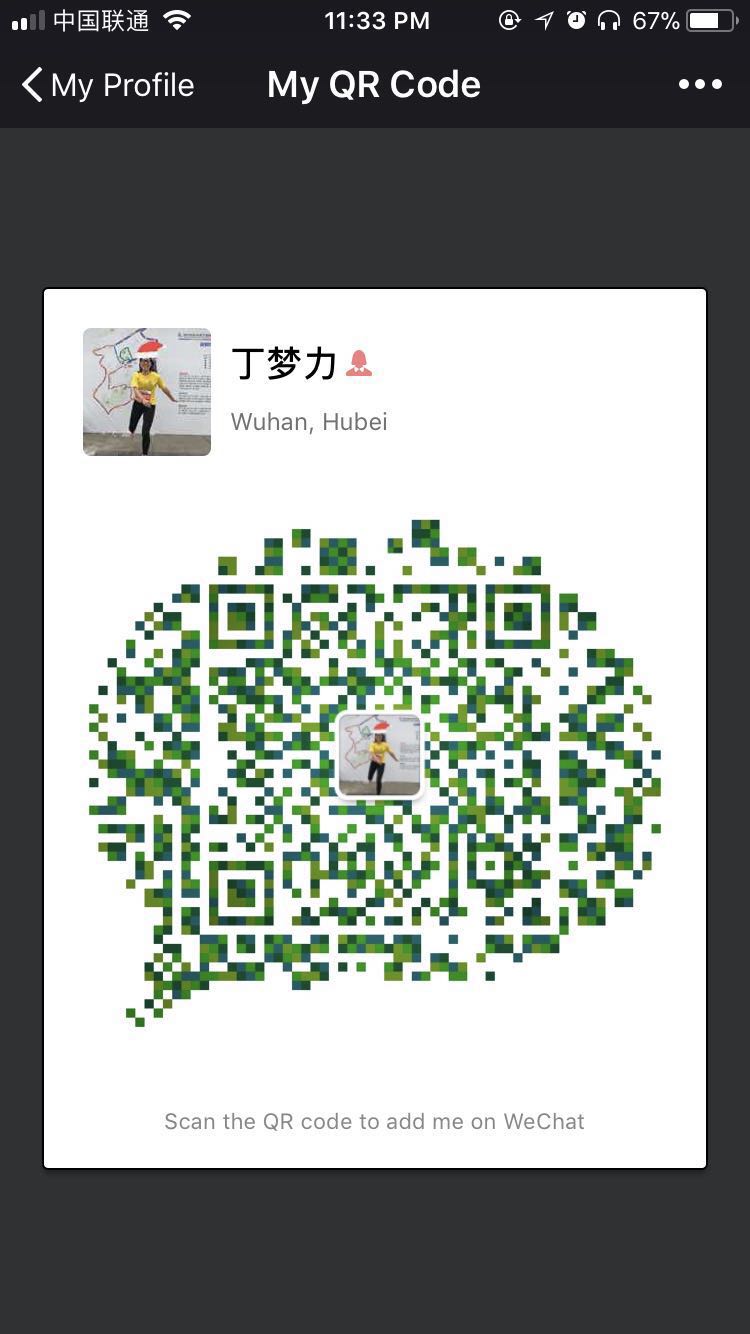 中国联通 11:33 PM 67%
My Profile My QR Code
丁梦力
Wuhan, Hubei
Scan the QR code to add me on WeChat